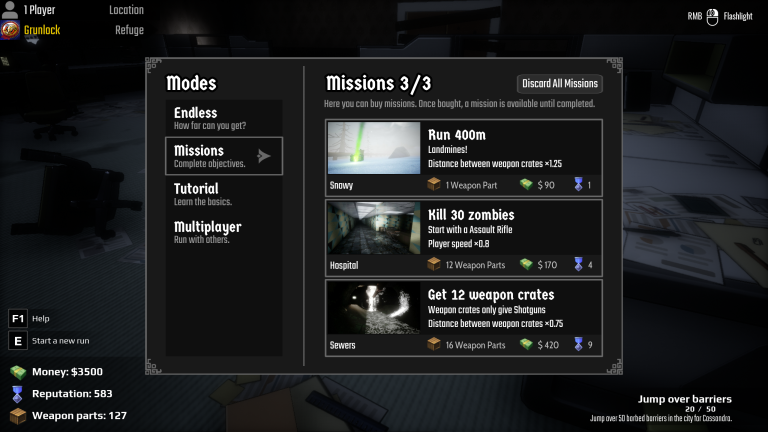 1 Player
Location
Grunlock
Refuge
RMB
Flashlight
Modes
Endless
How far can you get?
Missions
Complete objectives.
Tutorial
Learn the basics.
Multiplayer
Run with others.
Missions 3/3
Discard All Missions
Here you can buy missions. Once bought, a mission is available until completed.
Run 400m
Landmines!
Distance between weapon crates ×1.25
Snowy
1 Weapon Part
$ 90
1
Kill 30 zombies
Start with a Assault Rifle
Player speed ×0.8
Hospital
12 Weapon Parts
$ 170
4
Get 12 weapon crates
Weapon crates only give Shotguns
Distance between weapon crates ×0.75
Sewers
16 Weapon Parts
$ 420
9
F1 Help
E Start a new run
Money: $3500
Reputation: 583
Weapon parts: 127
Jump over barriers
20 / 50
Jump over 50 barbed barriers in the city for Cassandra.